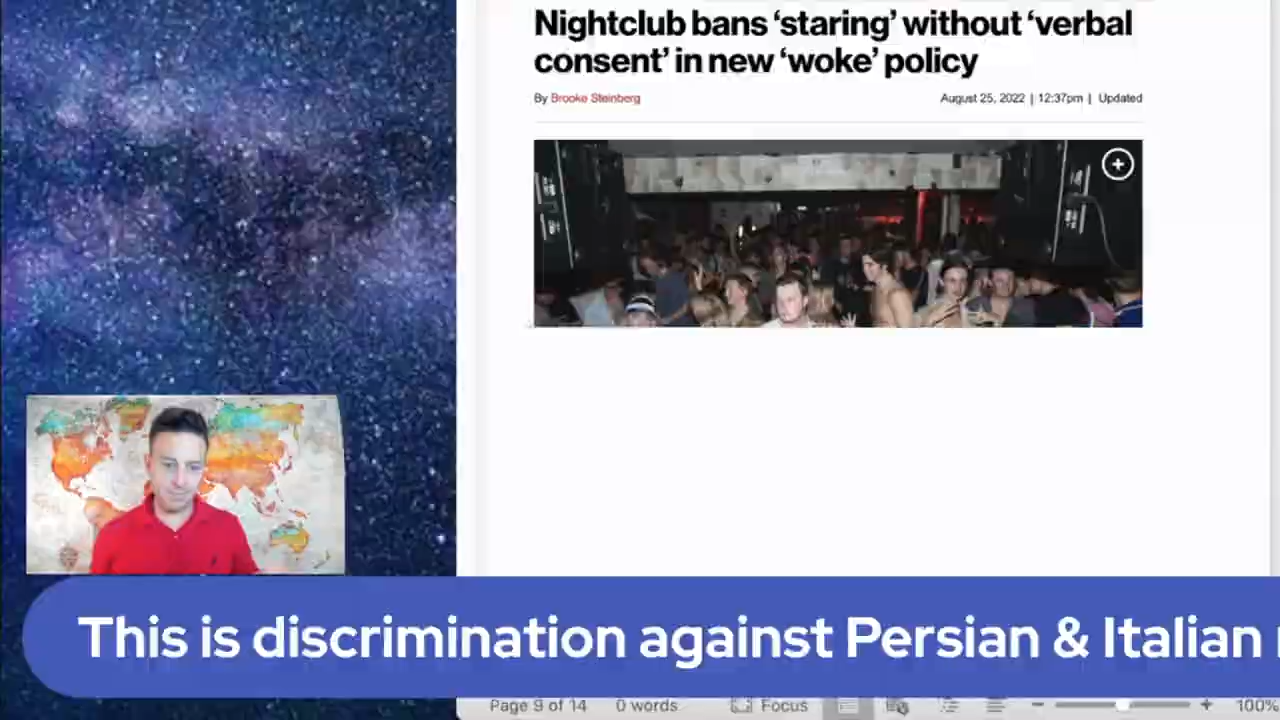 Nightclub bans ‘staring’ without ‘verbal
consent’ in new ‘woke’ policy
By Brooke Steinberg
August 25, 2022 | 12:37pm | Updated
This is discrimination against Persian & Italian
Page 9 of 14 0 words Focus 100%